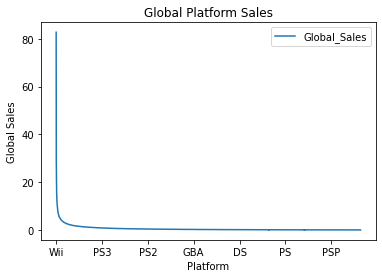 Global Platform Sales
Global_Sales
Global Sales
80
60
40
20
0
Wii PS3 PS2 GBA DS PS PSP
Platform